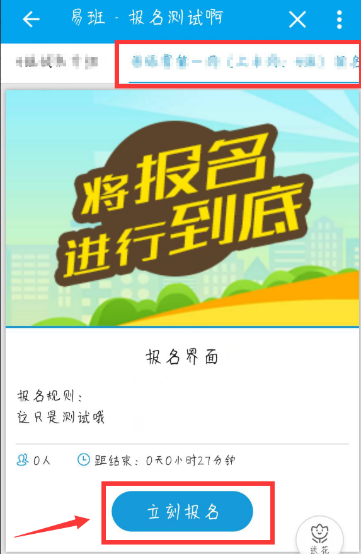 易班 - 报名测试啊
将报名
进行到底
报名界面
报名规则:
这只是测试哦
0人 距结束: 0天0小时27分钟
立刻报名
送花